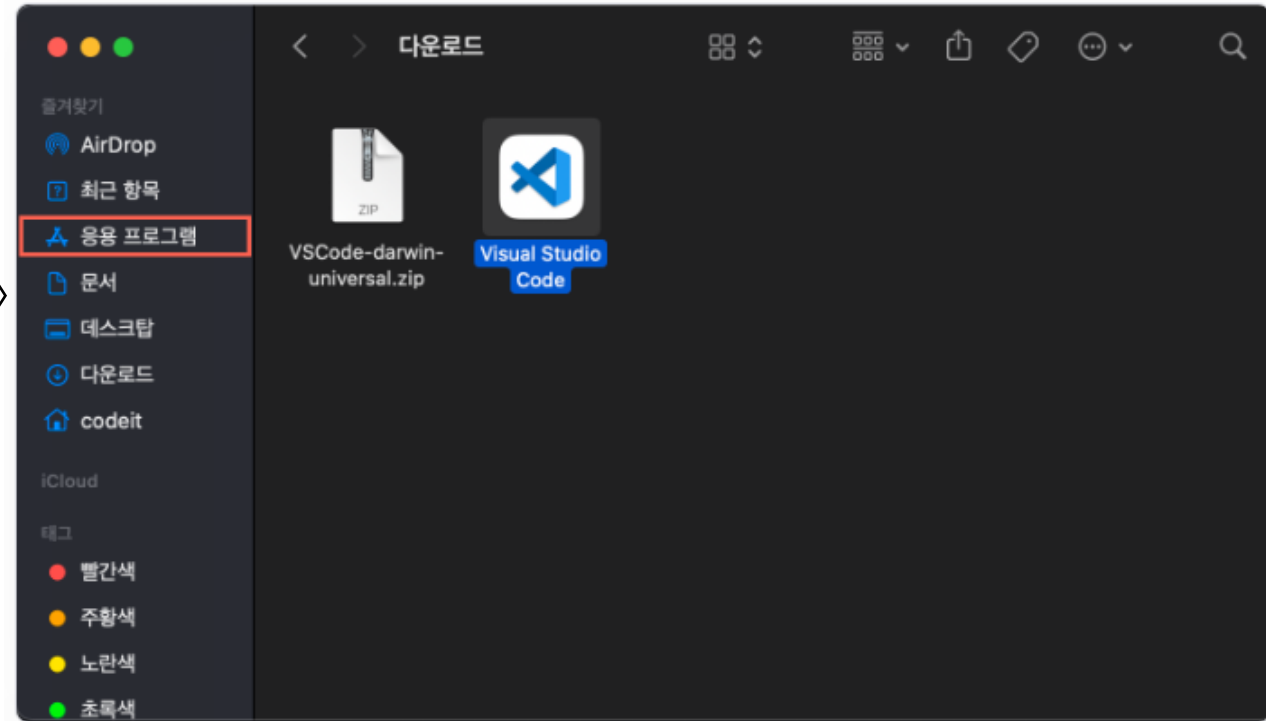 다운로드
즐겨찾기
AirDrop
최근 항목
응용 프로그램
문서
데스크탑
다운로드
codeit
iCloud
태그
빨간색
주황색
노란색
초록색
ZIP
VSCode-darwin-
universal.zip
Visual Studio
Code